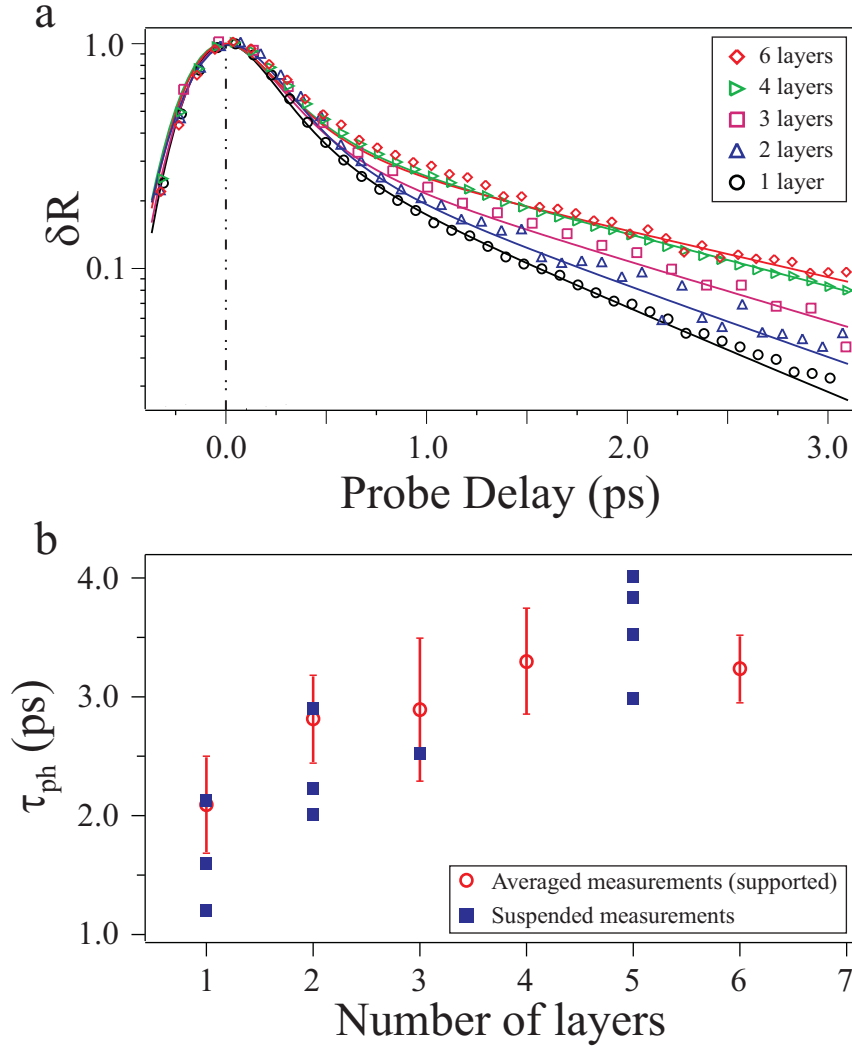 a
δR
1.0
0.1
6 layers
4 layers
3 layers
2 layers
1 layer
0.0
1.0
2.0
3.0
Probe Delay (ps)
b
τph (ps)
4.0
3.0
2.0
1.0
Averaged measurements (supported)
Suspended measurements
1
2
3
4
5
6
7
Number of layers